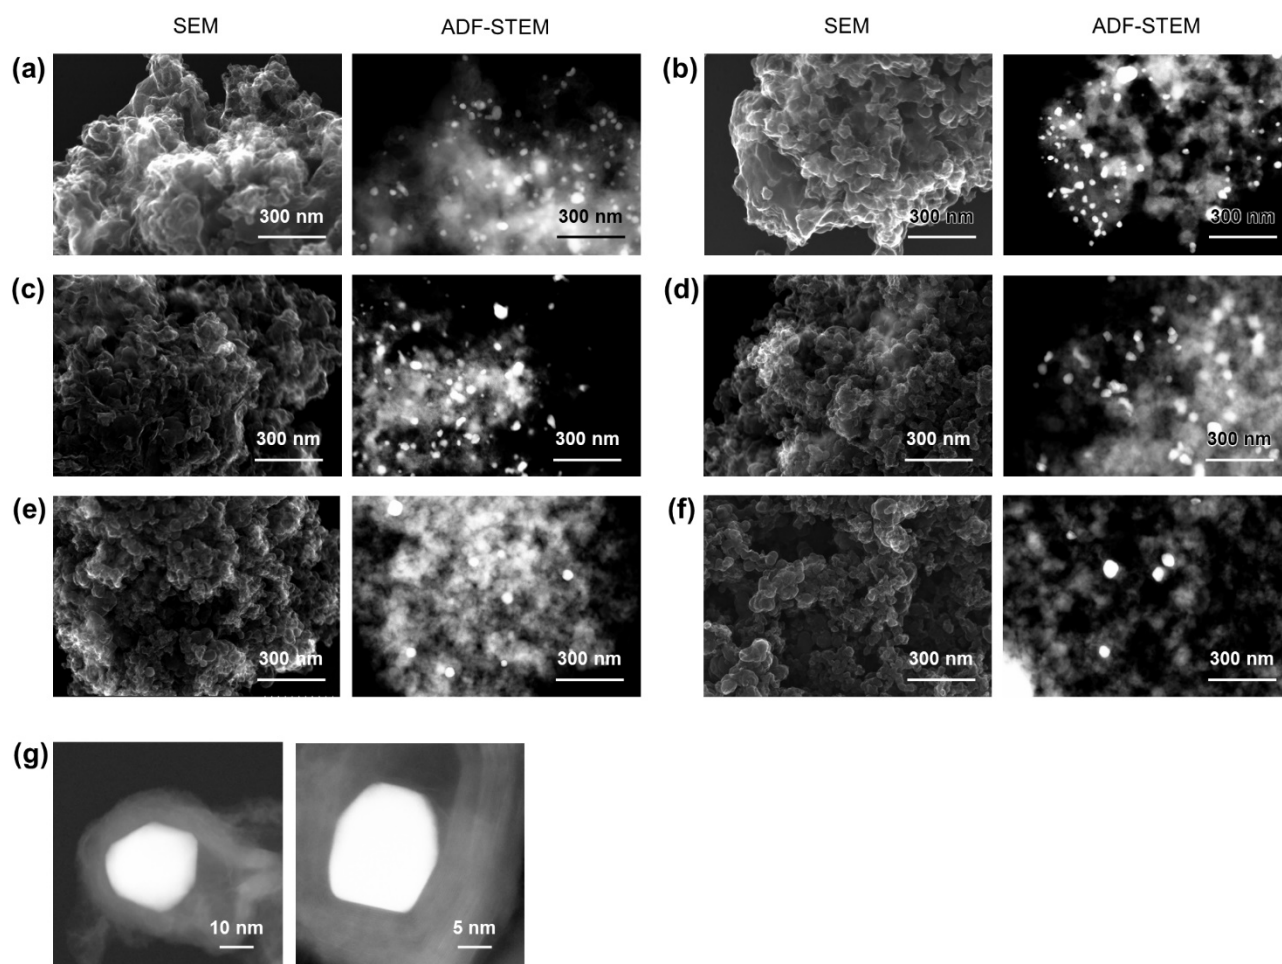 SEM ADF-STEM SEM ADF-STEM
(a) 300 nm 300 nm (b) 300 nm 300 nm
(c) 300 nm 300 nm (d) 300 nm 300 nm
(e) 300 nm 300 nm (f) 300 nm 300 nm
(g) 10 nm 5 nm